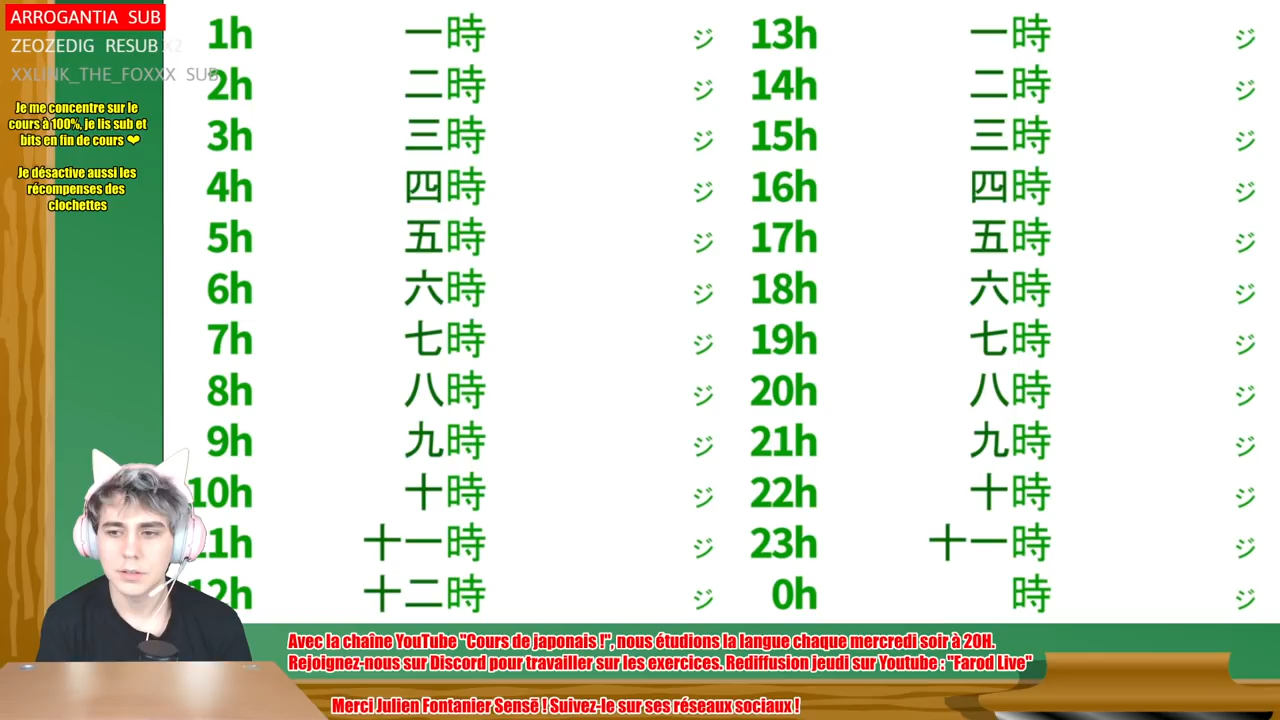 ARROGANTIA SUB
ZEOZEDIG RESUB X2
XXLINK_THE_FOXXX SUB
Je me concentre sur le
cours à 100%, je lis sub et
bits en fin de cours ❤
Je désactive aussi les
récompenses des
clochettes
1h 一時 ジ 13h 一時 ジ
2h 二時 ジ 14h 二時 ジ
3h 三時 ジ 15h 三時 ジ
4h 四時 ジ 16h 四時 ジ
5h 五時 ジ 17h 五時 ジ
6h 六時 ジ 18h 六時 ジ
7h 七時 ジ 19h 七時 ジ
8h 八時 ジ 20h 八時 ジ
9h 九時 ジ 21h 九時 ジ
10h 十時 ジ 22h 十時 ジ
11h 十一時 ジ 23h 十一時 ジ
12h 十二時 ジ 0h 時 ジ
Avec la chaîne YouTube "Cours de japonais !", nous étudions la langue chaque mercredi soir à 20H.
Rejoignez-nous sur Discord pour travailler sur les exercices. Rediffusion jeudi sur Youtube : "Farod Live"
Merci Julien Fontanier Sensē ! Suivez-le sur ses réseaux sociaux !